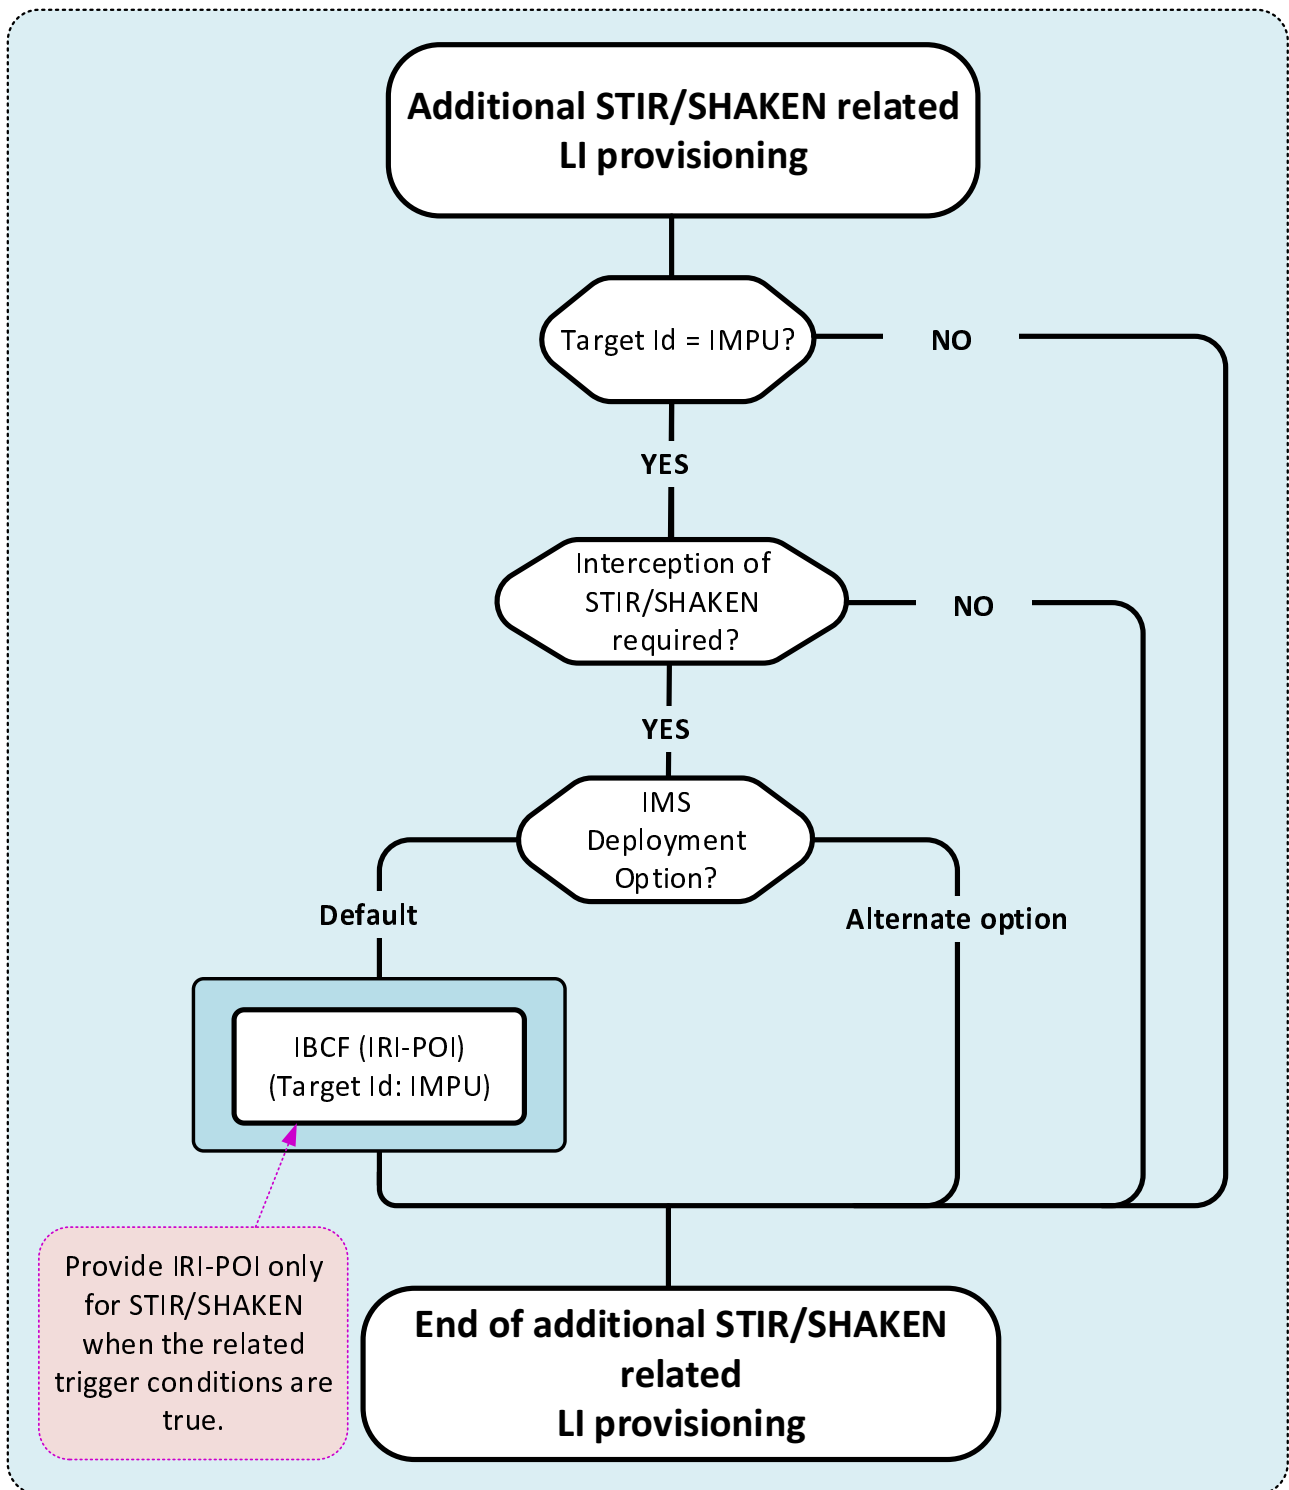 Additional STIR/SHAKEN related
LI provisioning
Target Id = IMPU?
NO
YES
Interception of
STIR/SHAKEN
required?
NO
YES
IMS
Deployment
Option?
Default
Alternate option
IBCF (IRI-POI)
(Target Id: IMPU)
Provide IRI-POI only
for STIR/SHAKEN
when the related
trigger conditions are
true.
End of additional STIR/SHAKEN
related
LI provisioning